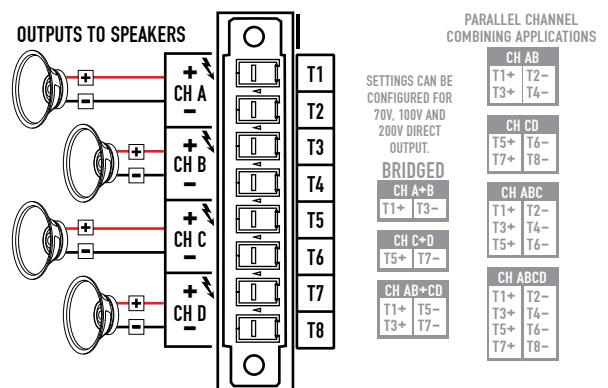 OUTPUTS TO SPEAKERS
+
−
CH A
+
−
T1
T2
+
−
CH B
+
−
T3
T4
+
−
CH C
+
−
T5
T6
+
−
CH D
+
−
T7
T8
SETTINGS CAN BE
CONFIGURED FOR
70V, 100V AND
200V DIRECT
OUTPUT.
BRIDGED
CH A+B
T1+ T3−
CH C+D
T5+ T7−
CH AB+CD
T1+ T5−
T3+ T7−
PARALLEL CHANNEL
COMBINING APPLICATIONS
CH AB
T1+ T2−
T3+ T4−
CH CD
T5+ T6−
T7+ T8−
CH ABC
T1+ T2−
T3+ T4−
T5+ T6−
CH ABCD
T1+ T2−
T3+ T4−
T5+ T6−
T7+ T8−